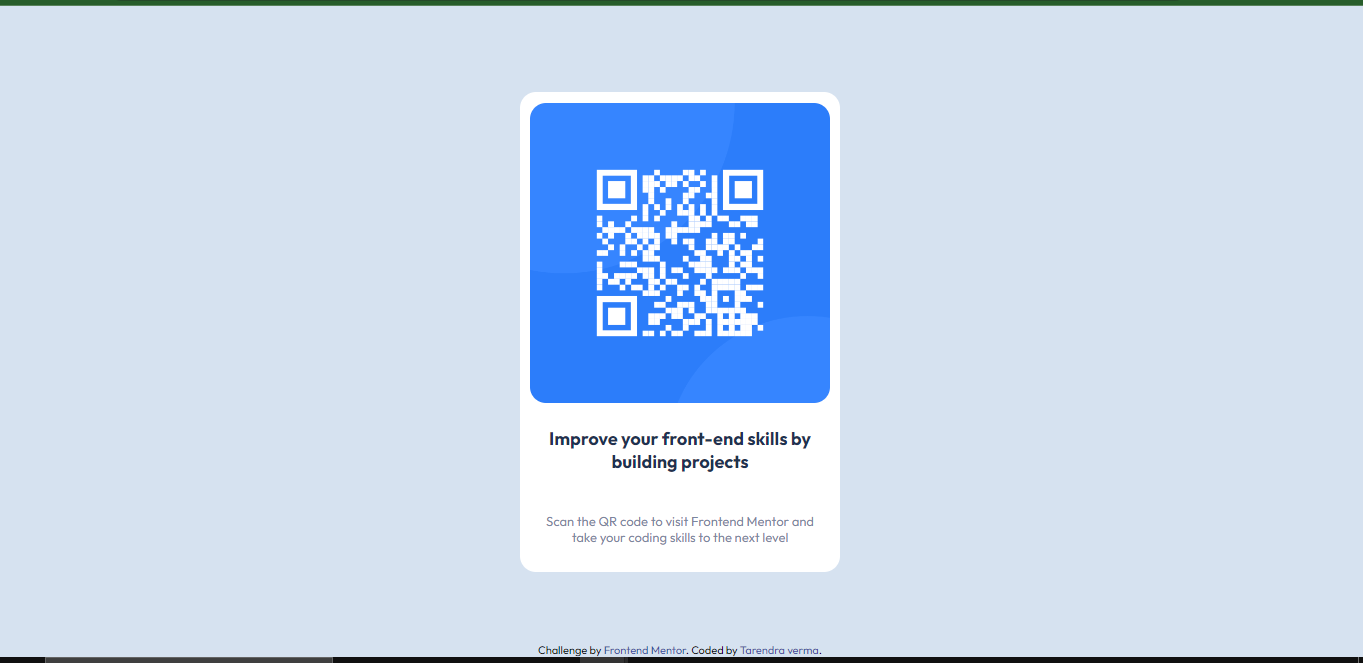 Improve your front-end skills by
building projects
Scan the QR code to visit Frontend Mentor and
take your coding skills to the next level
Challenge by Frontend Mentor. Coded by Tarendra verma.